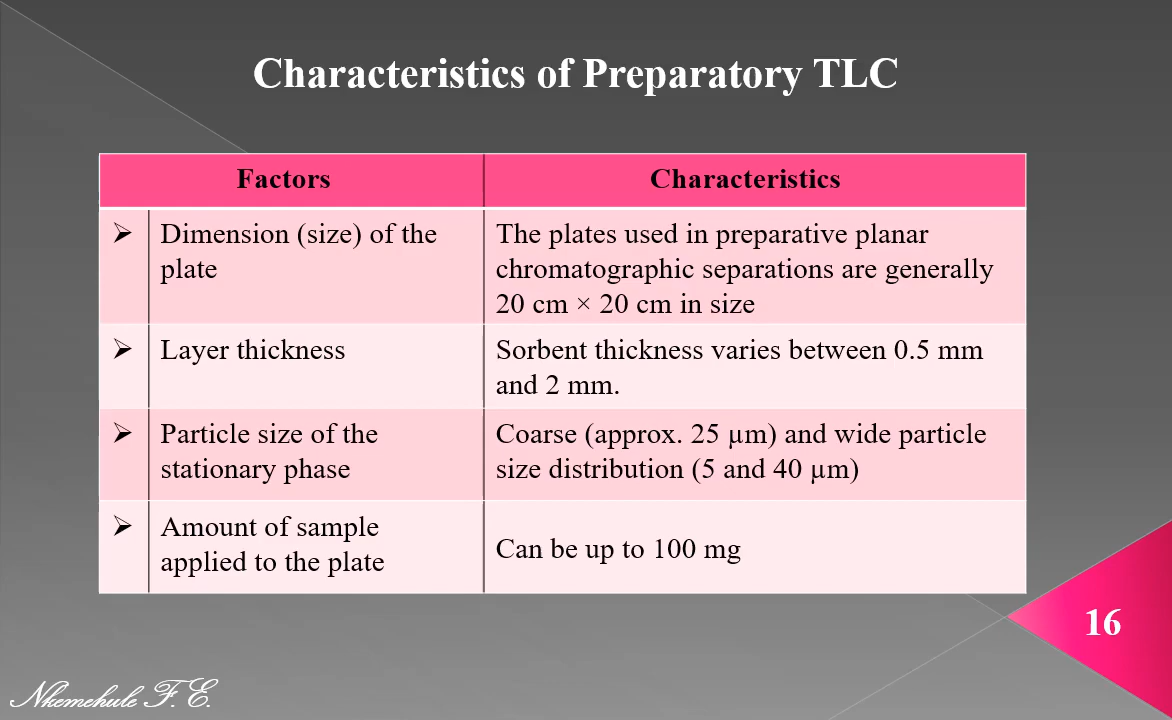 Characteristics of Preparatory TLC
Factors
Characteristics
➢ Dimension (size) of the
plate
The plates used in preparative planar
chromatographic separations are generally
20 cm × 20 cm in size
➢ Layer thickness
Sorbent thickness varies between 0.5 mm
and 2 mm.
➢ Particle size of the
stationary phase
Coarse (approx. 25 µm) and wide particle
size distribution (5 and 40 µm)
➢ Amount of sample
applied to the plate
Can be up to 100 mg
16
Nkemehule F. E.